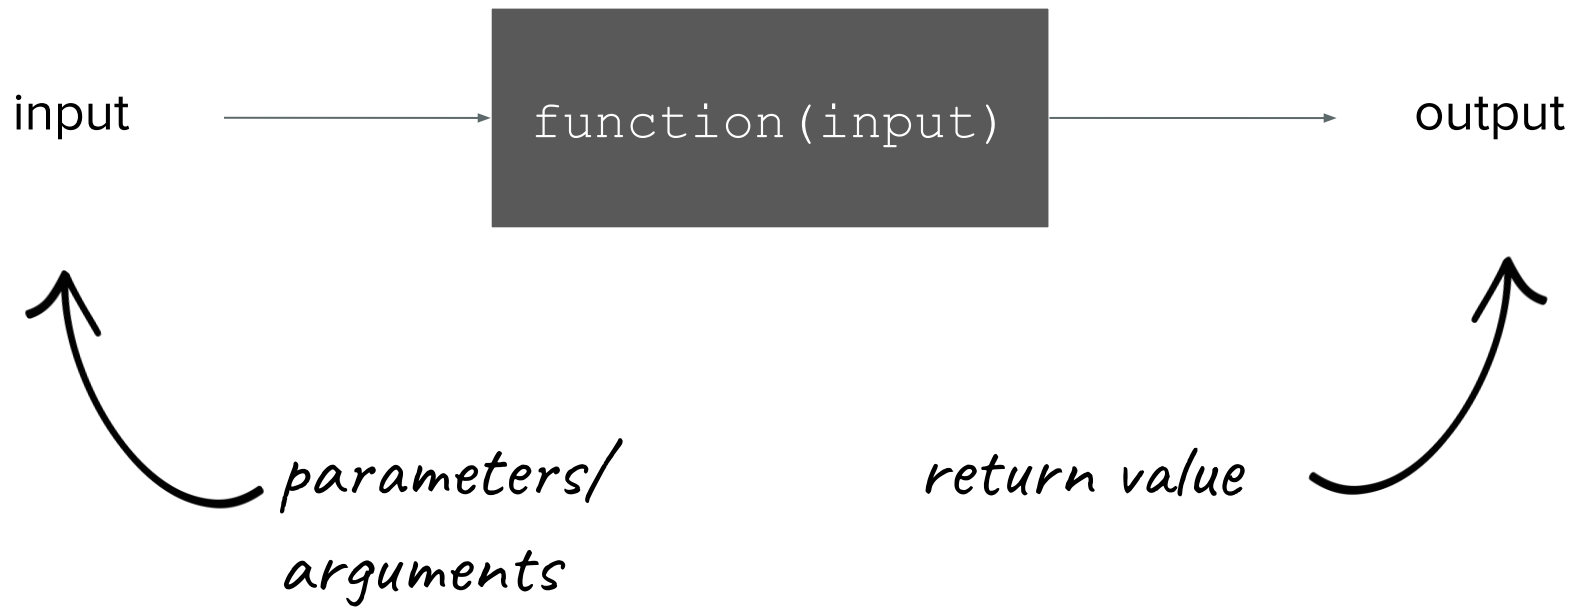 input
function(input)
output
parameters/
arguments
return value